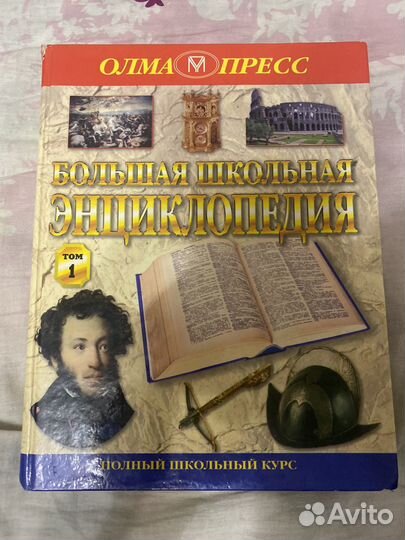 ОЛМА М ПРЕСС
БОЛЬШАЯ ШКОЛЬНАЯ
ЭНЦИКЛОПЕДИЯ
ТОМ
1
ПОЛНЫЙ ШКОЛЬНЫЙ КУРС
Avito